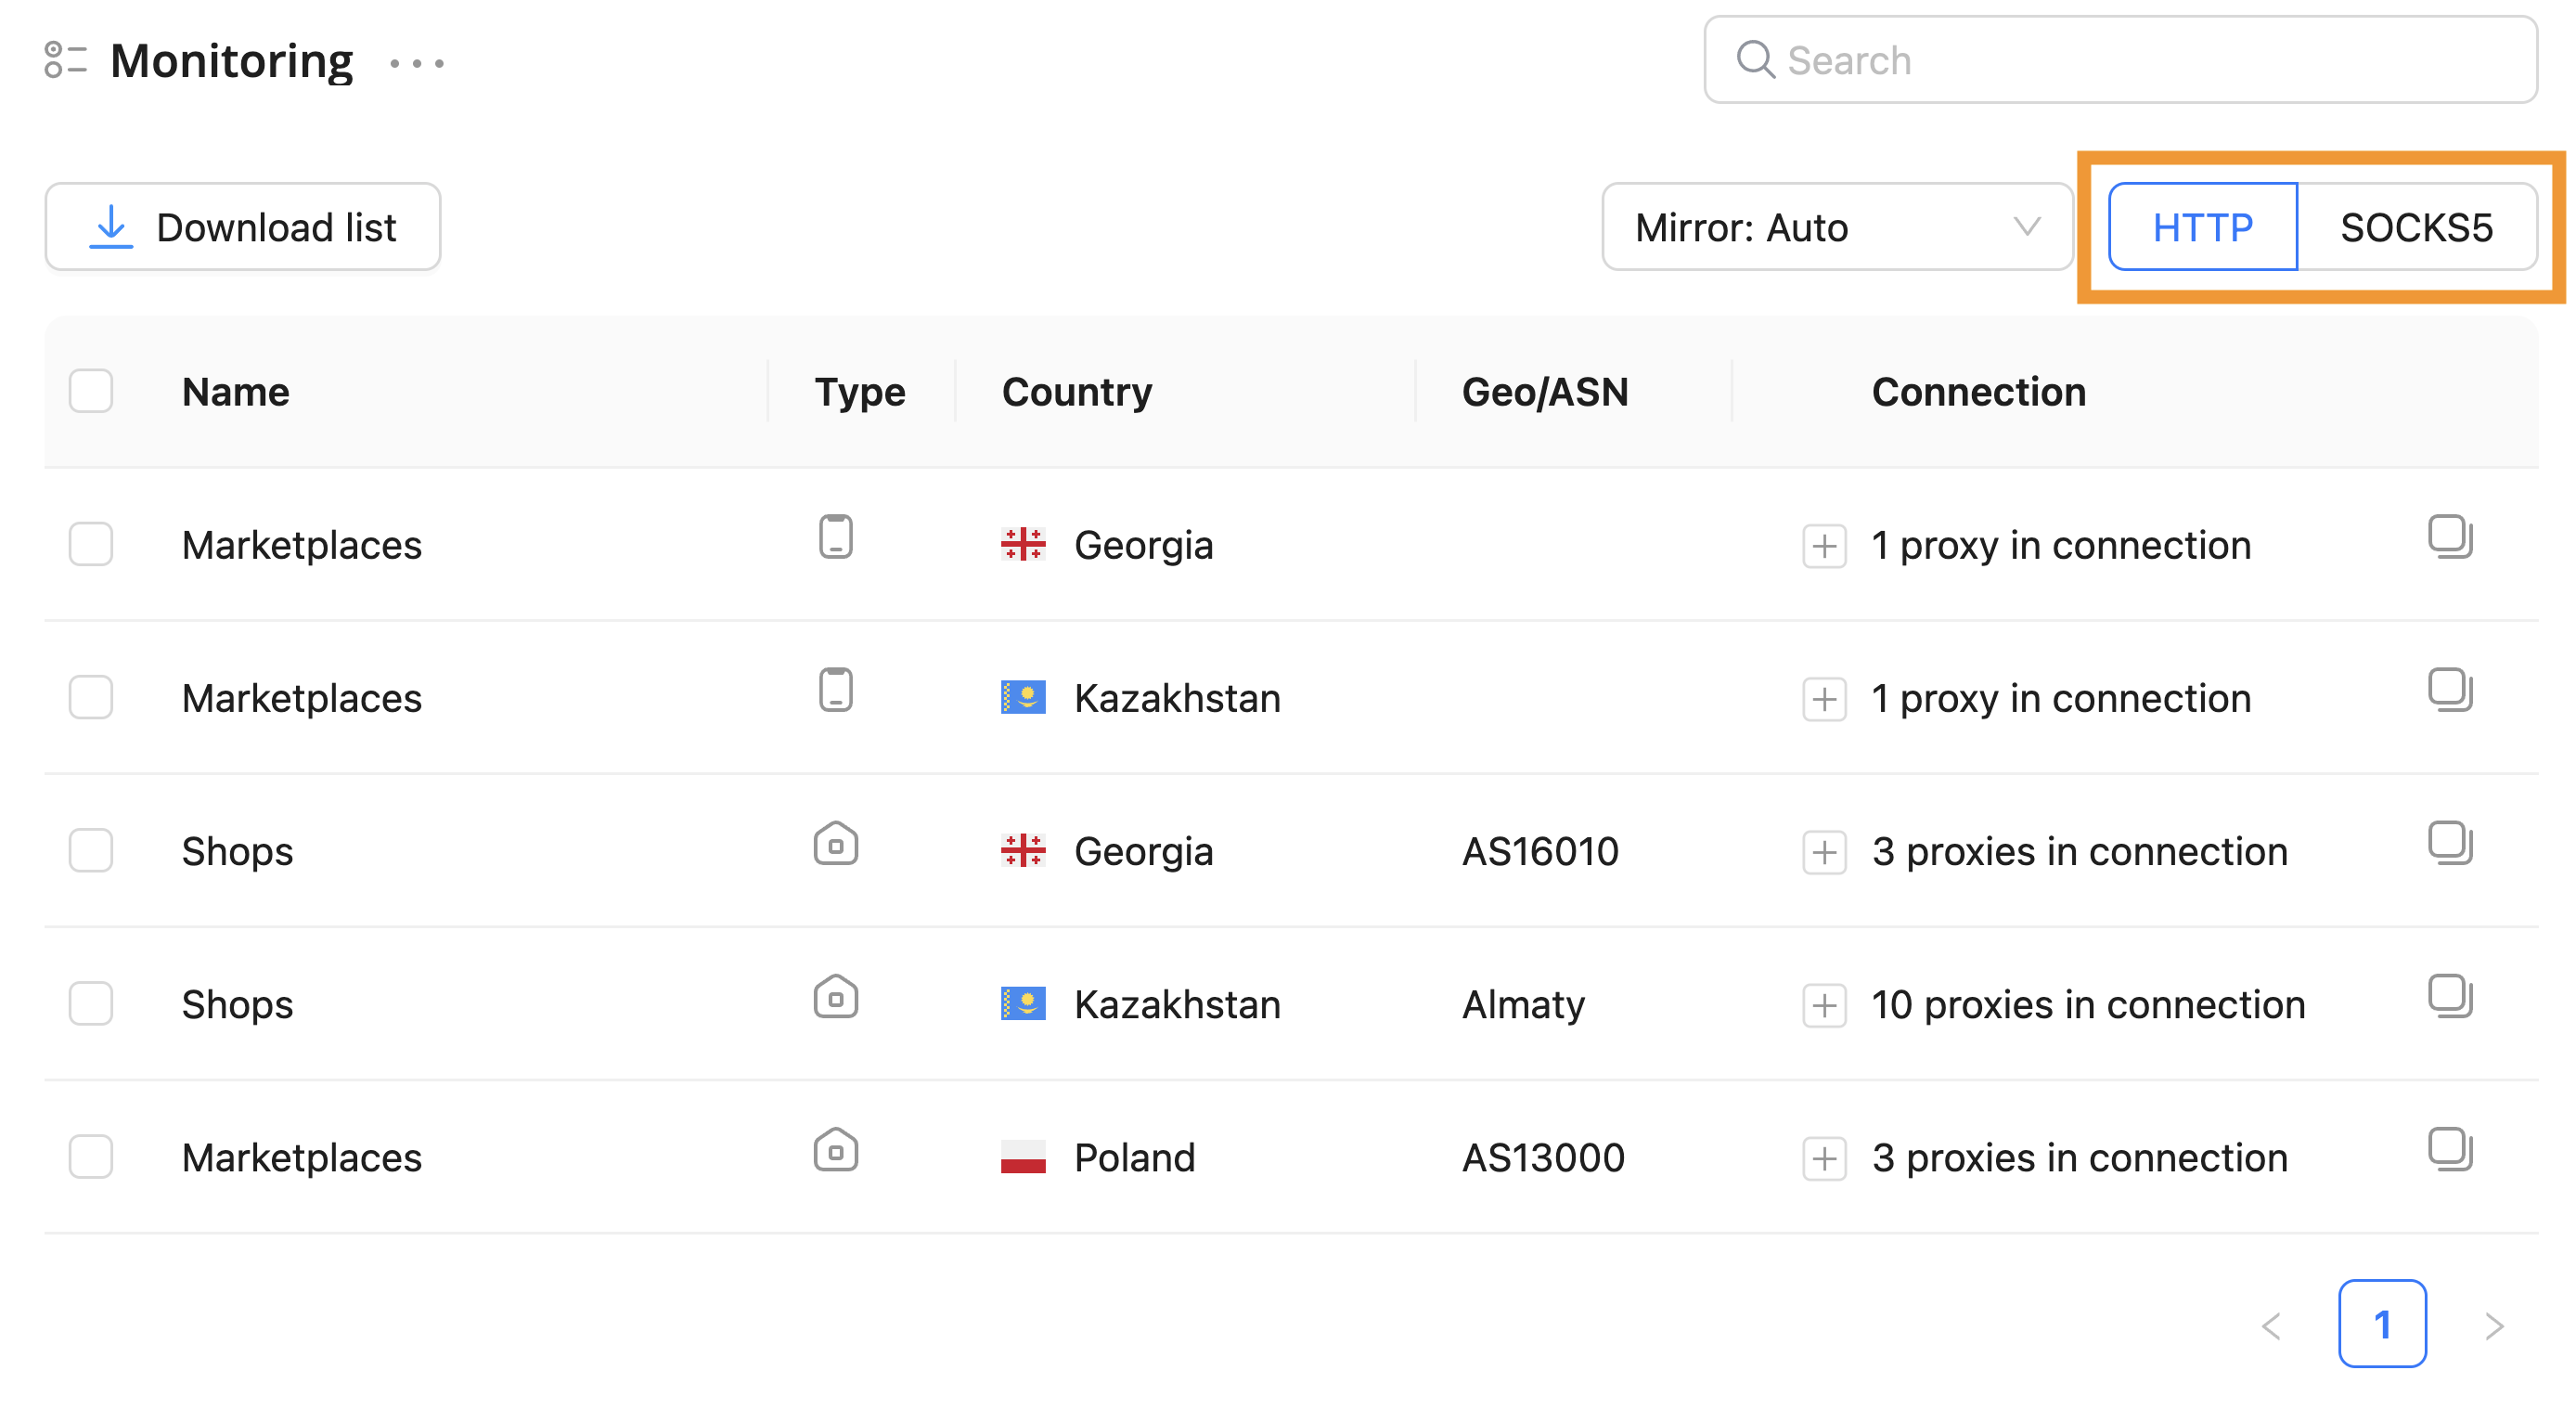 Monitoring
Search
Download list
Mirror: Auto
HTTP
SOCKS5
Name Type Country Geo/ASN Connection
Marketplaces Georgia 1 proxy in connection
Marketplaces Kazakhstan 1 proxy in connection
Shops Georgia AS16010 3 proxies in connection
Shops Kazakhstan Almaty 10 proxies in connection
Marketplaces Poland AS13000 3 proxies in connection
1